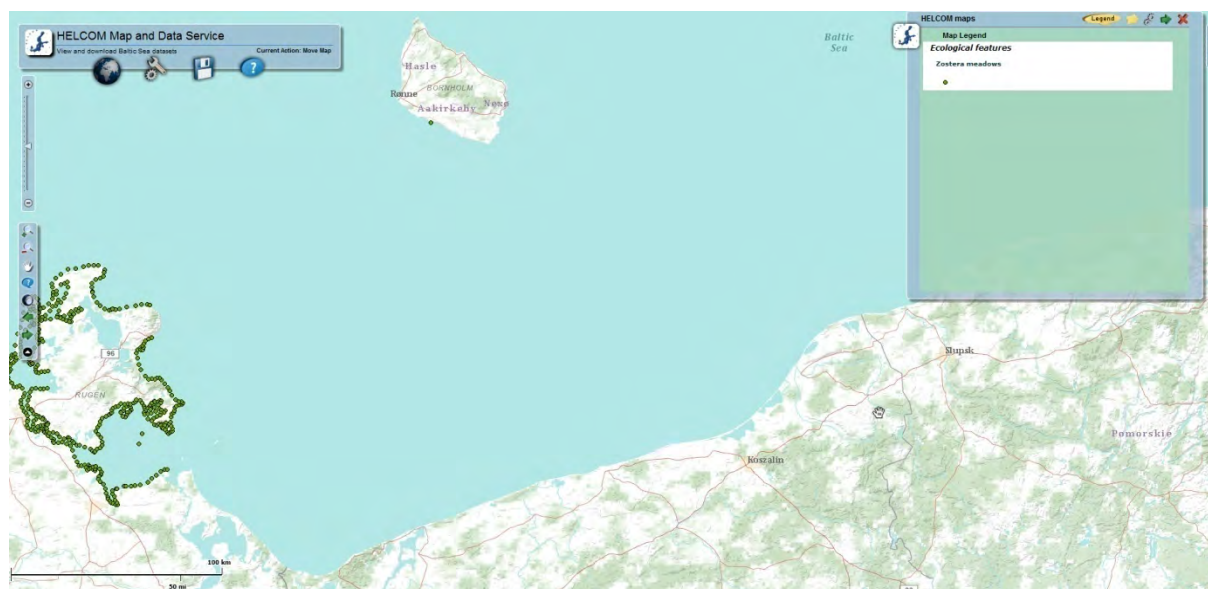 HELCOM Map and Data Service
View and download Baltic Sea datasets
Current Action: Move Map
HELCOM maps
Legend
Map Legend
Ecological features
Zostera meadows
Baltic
Sea
Hasle
BORNHOLM
Rønne
Nexø
Aakirkeby
96
RUGEN
Slupsk
Pomorskie
Koszalin
100 km
50 mi